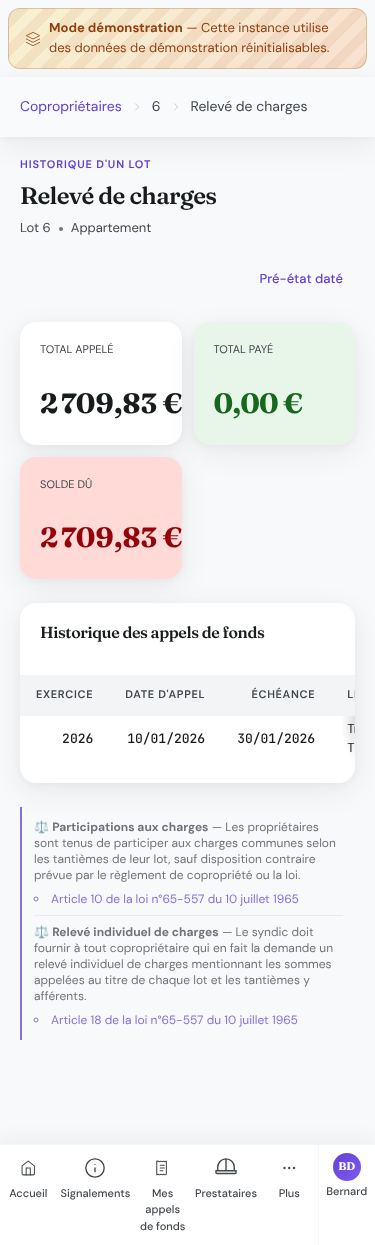 Mode démonstration — Cette instance utilise
des données de démonstration réinitialisables.
Copropriétaires > 6 > Relevé de charges
HISTORIQUE D'UN LOT
Relevé de charges
Lot 6 • Appartement
Pré-état daté
TOTAL APPELÉ
2 709,83 €
TOTAL PAYÉ
0,00 €
SOLDE DÛ
2 709,83 €
Historique des appels de fonds
EXERCICE DATE D'APPEL ÉCHÉANCE
2026 10/01/2026 30/01/2026
⚖️ Participations aux charges — Les propriétaires
sont tenus de participer aux charges communes selon
les tantièmes de leur lot, sauf disposition contraire
prévue par le règlement de copropriété ou la loi.
Article 10 de la loi n°65-557 du 10 juillet 1965
⚖️ Relevé individuel de charges — Le syndic doit
fournir à tout copropriétaire qui en fait la demande un
relevé individuel de charges mentionnant les sommes
appelées au titre de chaque lot et les tantièmes y
afférents.
Article 18 de la loi n°65-557 du 10 juillet 1965
Accueil
Signalements
Mes
appels
de fonds
Prestataires
Plus
BD
Bernard